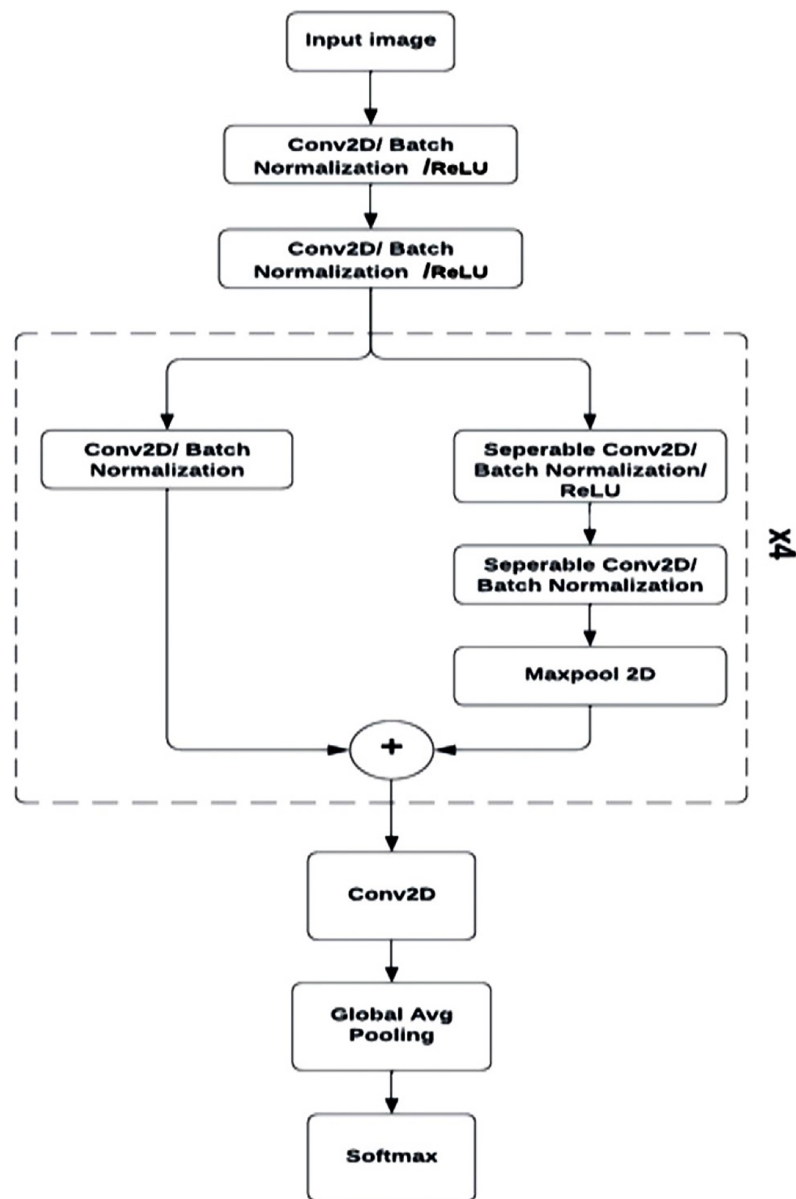 Input image
Conv2D/ Batch
Normalization /ReLU
Conv2D/ Batch
Normalization /ReLU
Conv2D/ Batch
Normalization
Seperable Conv2D/
Batch Normalization/
ReLU
Seperable Conv2D/
Batch Normalization
Maxpool 2D
+
x4
Conv2D
Global Avg
Pooling
Softmax